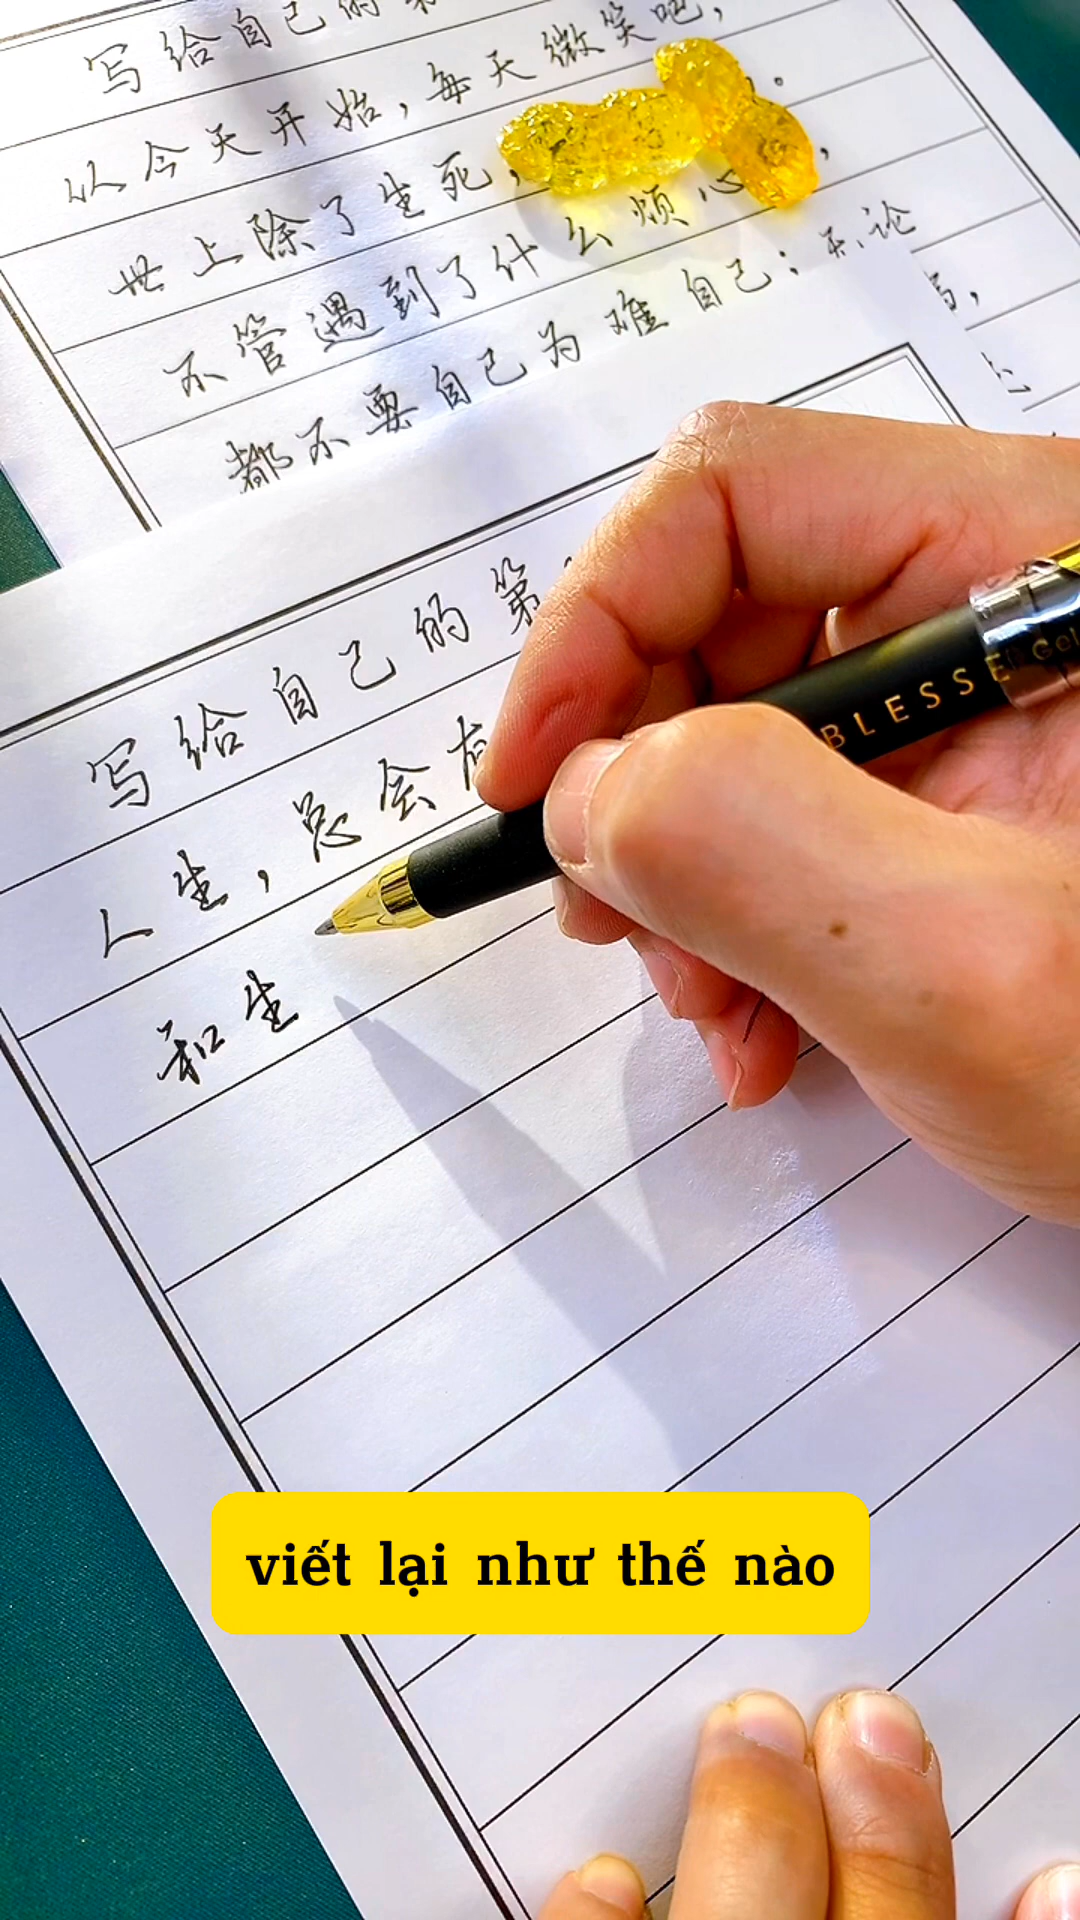 写给自己的
从今天开始，每天微笑吧，
世上除了生死，
不管遇到了什么烦心
都不要自己为难自己；无论
写给自己的第
人生，总会有
和生
BLESSE
Gel
viết lại như thế nào